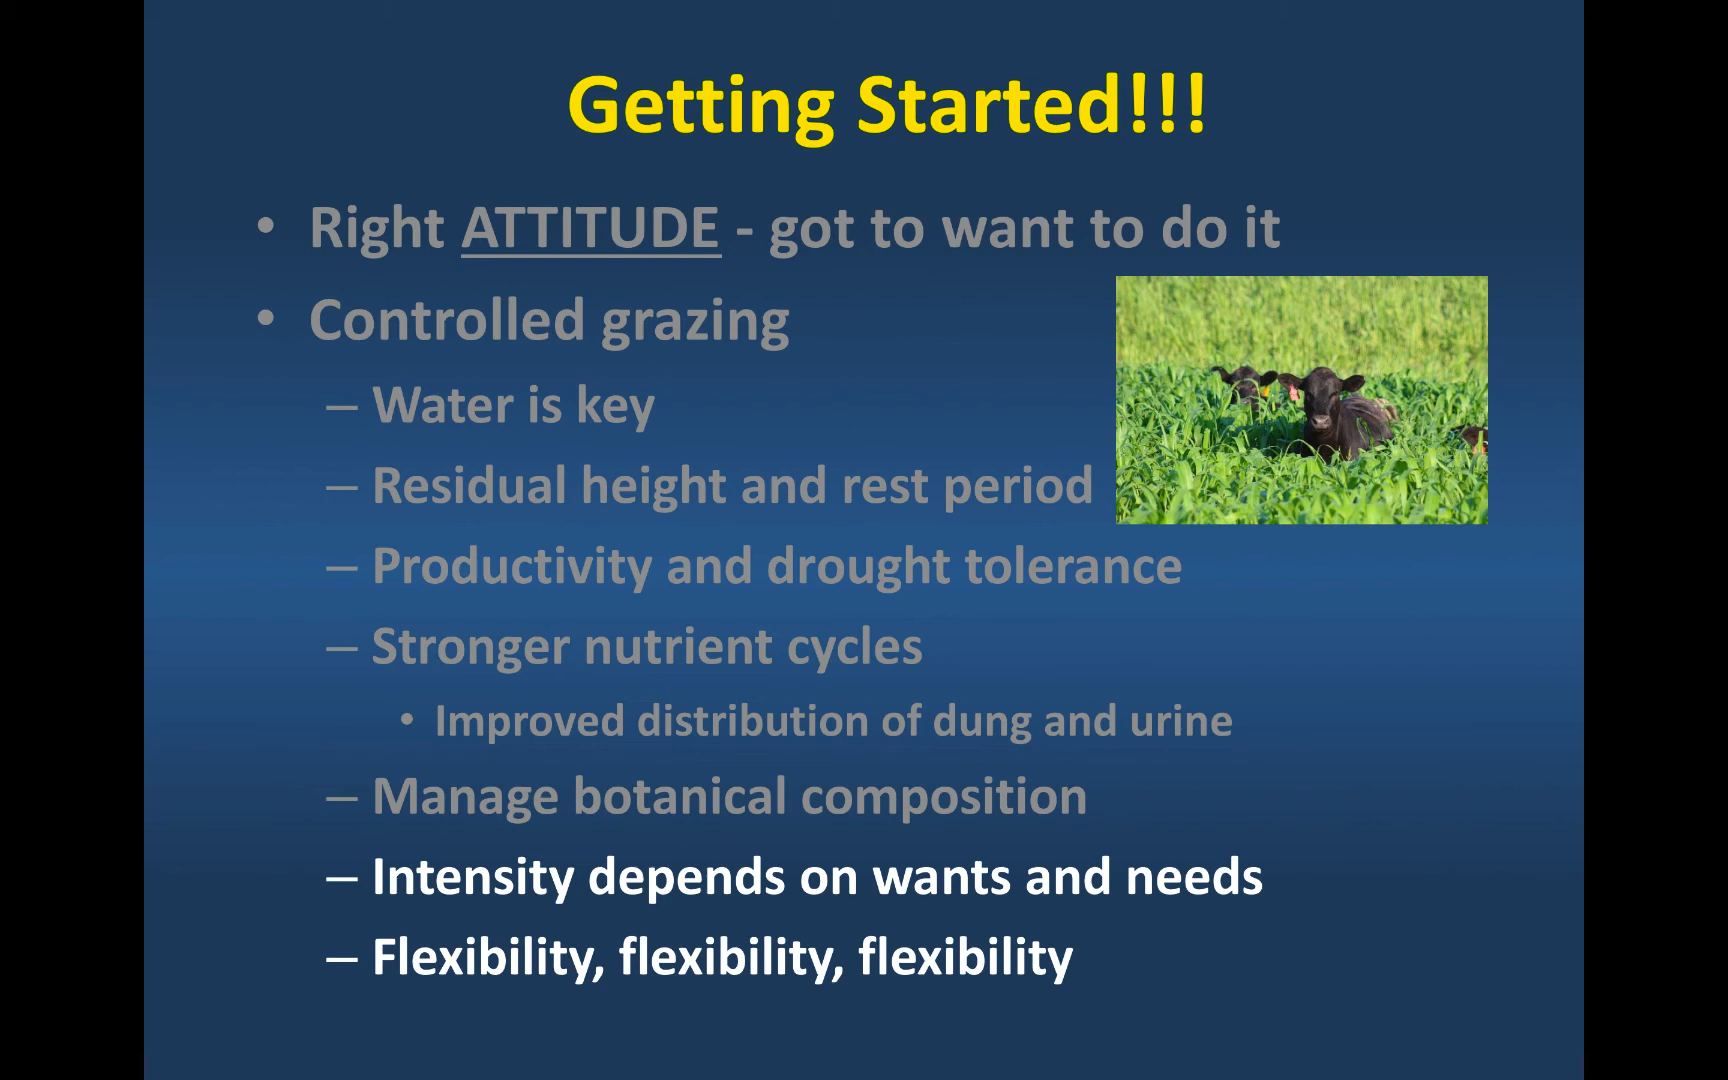 Getting Started!!!
• Right ATTITUDE - got to want to do it
• Controlled grazing
– Water is key
– Residual height and rest period
– Productivity and drought tolerance
– Stronger nutrient cycles
• Improved distribution of dung and urine
– Manage botanical composition
– Intensity depends on wants and needs
– Flexibility, flexibility, flexibility